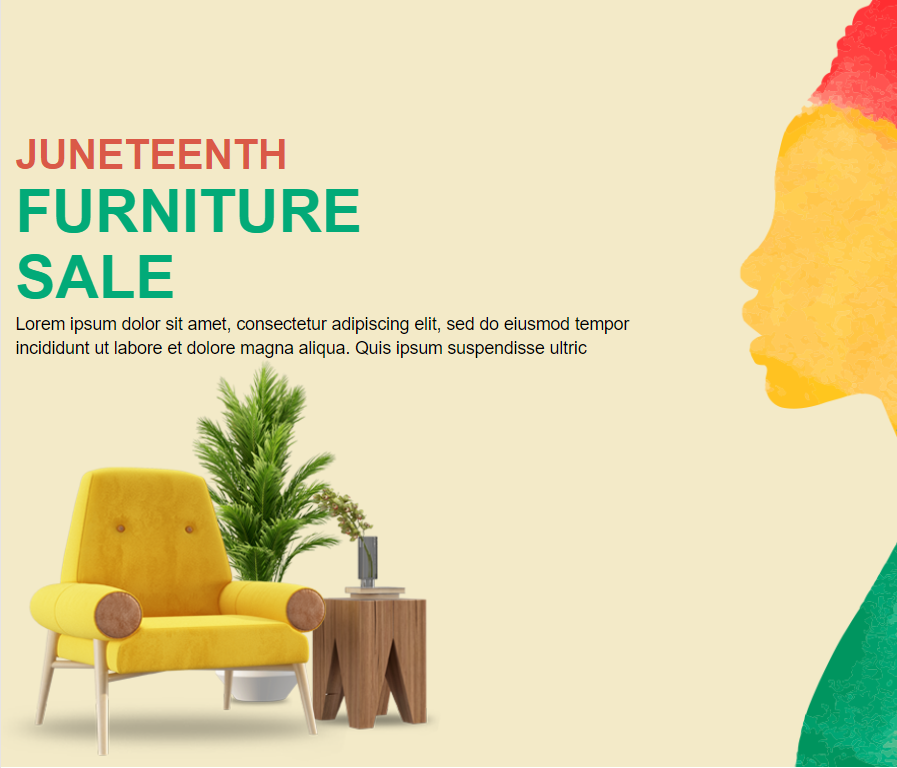 JUNETEENTH
FURNITURE
SALE
Lorem ipsum dolor sit amet, consectetur adipiscing elit, sed do eiusmod tempor
incididunt ut labore et dolore magna aliqua. Quis ipsum suspendisse ultric